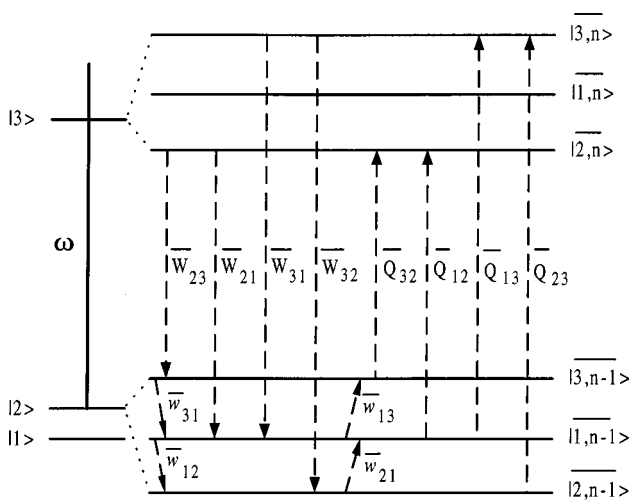 |3,n>
|1,n>
|3>
|2,n>
ω
W23 W21 W31 W32 Q32 Q12 Q13 Q23
|3,n-1>
w31 w13
|2>
|1>
|1,n-1>
w12 w21
|2,n-1>